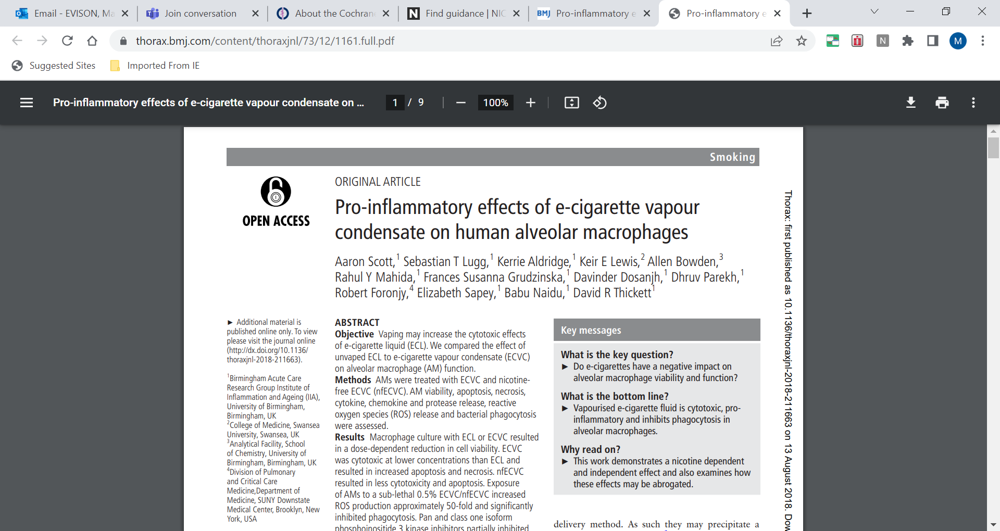 Email - EVISON, Ma
Join conversation
About the Cochran
Find guidance | NIC
BMJ
Pro-inflammatory e
Pro-inflammatory e
thorax.bmj.com/content/thoraxjnl/73/12/1161.full.pdf
N
M
Suggested Sites
Imported From IE
Pro-inflammatory effects of e-cigarette vapour condensate on ...
1 / 9
100%
Smoking
OPEN ACCESS
ORIGINAL ARTICLE
Pro-inflammatory effects of e-cigarette vapour
condensate on human alveolar macrophages
Aaron Scott,1 Sebastian T Lugg,1 Kerrie Aldridge,1 Keir E Lewis,2 Allen Bowden,3
Rahul Y Mahida,1 Frances Susanna Grudzinska,1 Davinder Dosanjh,1 Dhruv Parekh,1
Robert Foronjy,4 Elizabeth Sapey,1 Babu Naidu,1 David R Thickett1
► Additional material is
published online only. To view
please visit the journal online
(http://dx.doi.org/10.1136/
thoraxjnl-2018-211663).
1Birmingham Acute Care
Research Group Institute of
Inflammation and Ageing (IIA),
University of Birmingham,
Birmingham, UK
2College of Medicine, Swansea
University, Swansea, UK
3Analytical Facility, School
of Chemistry, University of
Birmingham, Birmingham, UK
4Division of Pulmonary
and Critical Care
Medicine,Department of
Medicine, SUNY Downstate
Medical Center, Brooklyn, New
York, USA
ABSTRACT
Objective Vaping may increase the cytotoxic effects
of e-cigarette liquid (ECL). We compared the effect of
unvaped ECL to e-cigarette vapour condensate (ECVC)
on alveolar macrophage (AM) function.
Methods AMs were treated with ECVC and nicotine-
free ECVC (nfECVC). AM viability, apoptosis, necrosis,
cytokine, chemokine and protease release, reactive
oxygen species (ROS) release and bacterial phagocytosis
were assessed.
Results Macrophage culture with ECL or ECVC resulted
in a dose-dependent reduction in cell viability. ECVC
was cytotoxic at lower concentrations than ECL and
resulted in increased apoptosis and necrosis. nfECVC
resulted in less cytotoxicity and apoptosis. Exposure
of AMs to a sub-lethal 0.5% ECVC/nfECVC increased
ROS production approximately 50-fold and significantly
inhibited phagocytosis. Pan and class one isoform
phosphoinositide 3 kinase inhibitors partially inhibited
Key messages
What is the key question?
► Do e-cigarettes have a negative impact on
alveolar macrophage viability and function?
What is the bottom line?
► Vapourised e-cigarette fluid is cytotoxic, pro-
inflammatory and inhibits phagocytosis in
alveolar macrophages.
Why read on?
► This work demonstrates a nicotine dependent
and independent effect and also examines how
these effects may be abrogated.
delivery method. As such they may precipitate a
Thorax: first published as 10.1136/thoraxjnl-2018-211663 on 13 August 2018. Dow